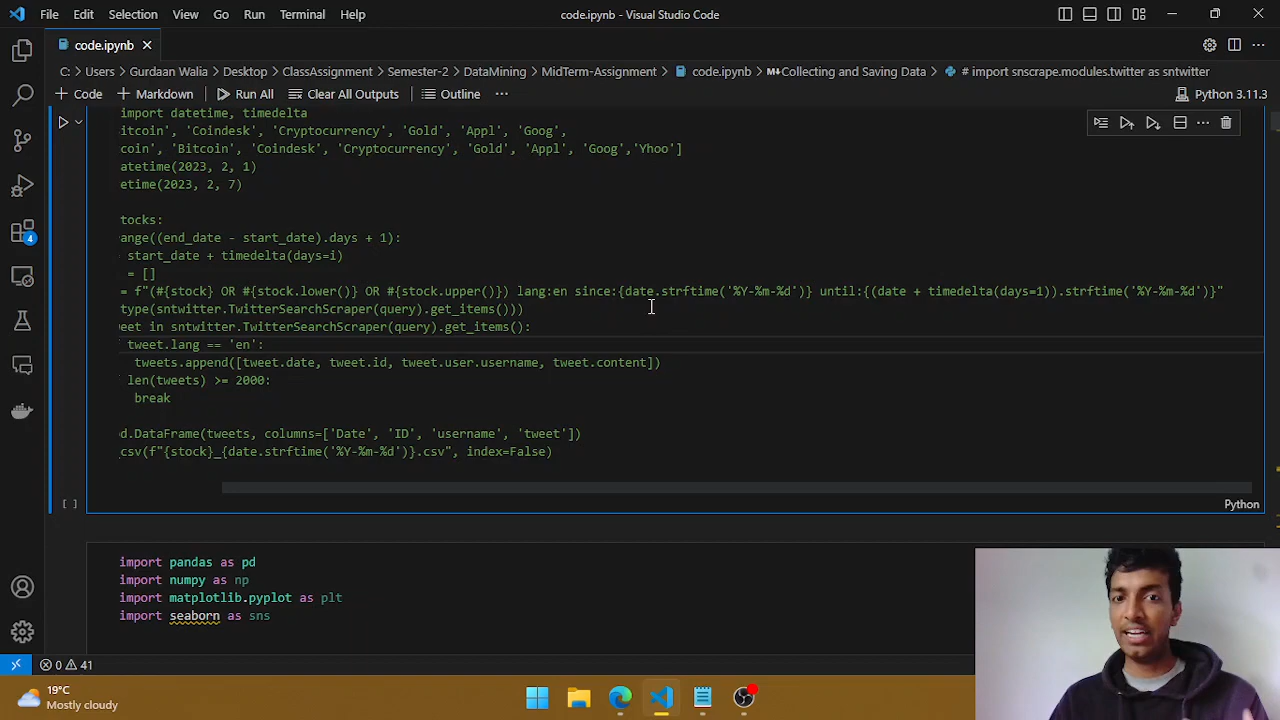 File Edit Selection View Go Run Terminal Help code.ipynb - Visual Studio Code
code.ipynb
C: > Users > Gurdaan Walia > Desktop > ClassAssignment > Semester-2 > DataMining > MidTerm-Assignment > code.ipynb > Collecting and Saving Data > # import snscrape.modules.twitter as sntwitter
+ Code + Markdown Run All Clear All Outputs Outline ... Python 3.11.3
import datetime, timedelta
itcoin', 'Coindesk', 'Cryptocurrency', 'Gold', 'Appl', 'Goog',
coin', 'Bitcoin', 'Coindesk', 'Cryptocurrency', 'Gold', 'Appl', 'Goog','Yhoo']
atetime(2023, 2, 1)
etime(2023, 2, 7)
tocks:
ange((end_date - start_date).days + 1):
start_date + timedelta(days=i)
= []
= f"(#{stock} OR #{stock.lower()} OR #{stock.upper()}) lang:en since:{date.strftime('%Y-%m-%d')} until:{(date + timedelta(days=1)).strftime('%Y-%m-%d')}"
type(sntwitter.TwitterSearchScraper(query).get_items()))
weet in sntwitter.TwitterSearchScraper(query).get_items():
tweet.lang == 'en':
tweets.append([tweet.date, tweet.id, tweet.user.username, tweet.content])
len(tweets) >= 2000:
break
d.DataFrame(tweets, columns=['Date', 'ID', 'username', 'tweet'])
_csv(f"{stock}_{date.strftime('%Y-%m-%d')}.csv", index=False)
[ ] Python
import pandas as pd
import numpy as np
import matplotlib.pyplot as plt
import seaborn as sns
4
0 41
19°C
Mostly cloudy